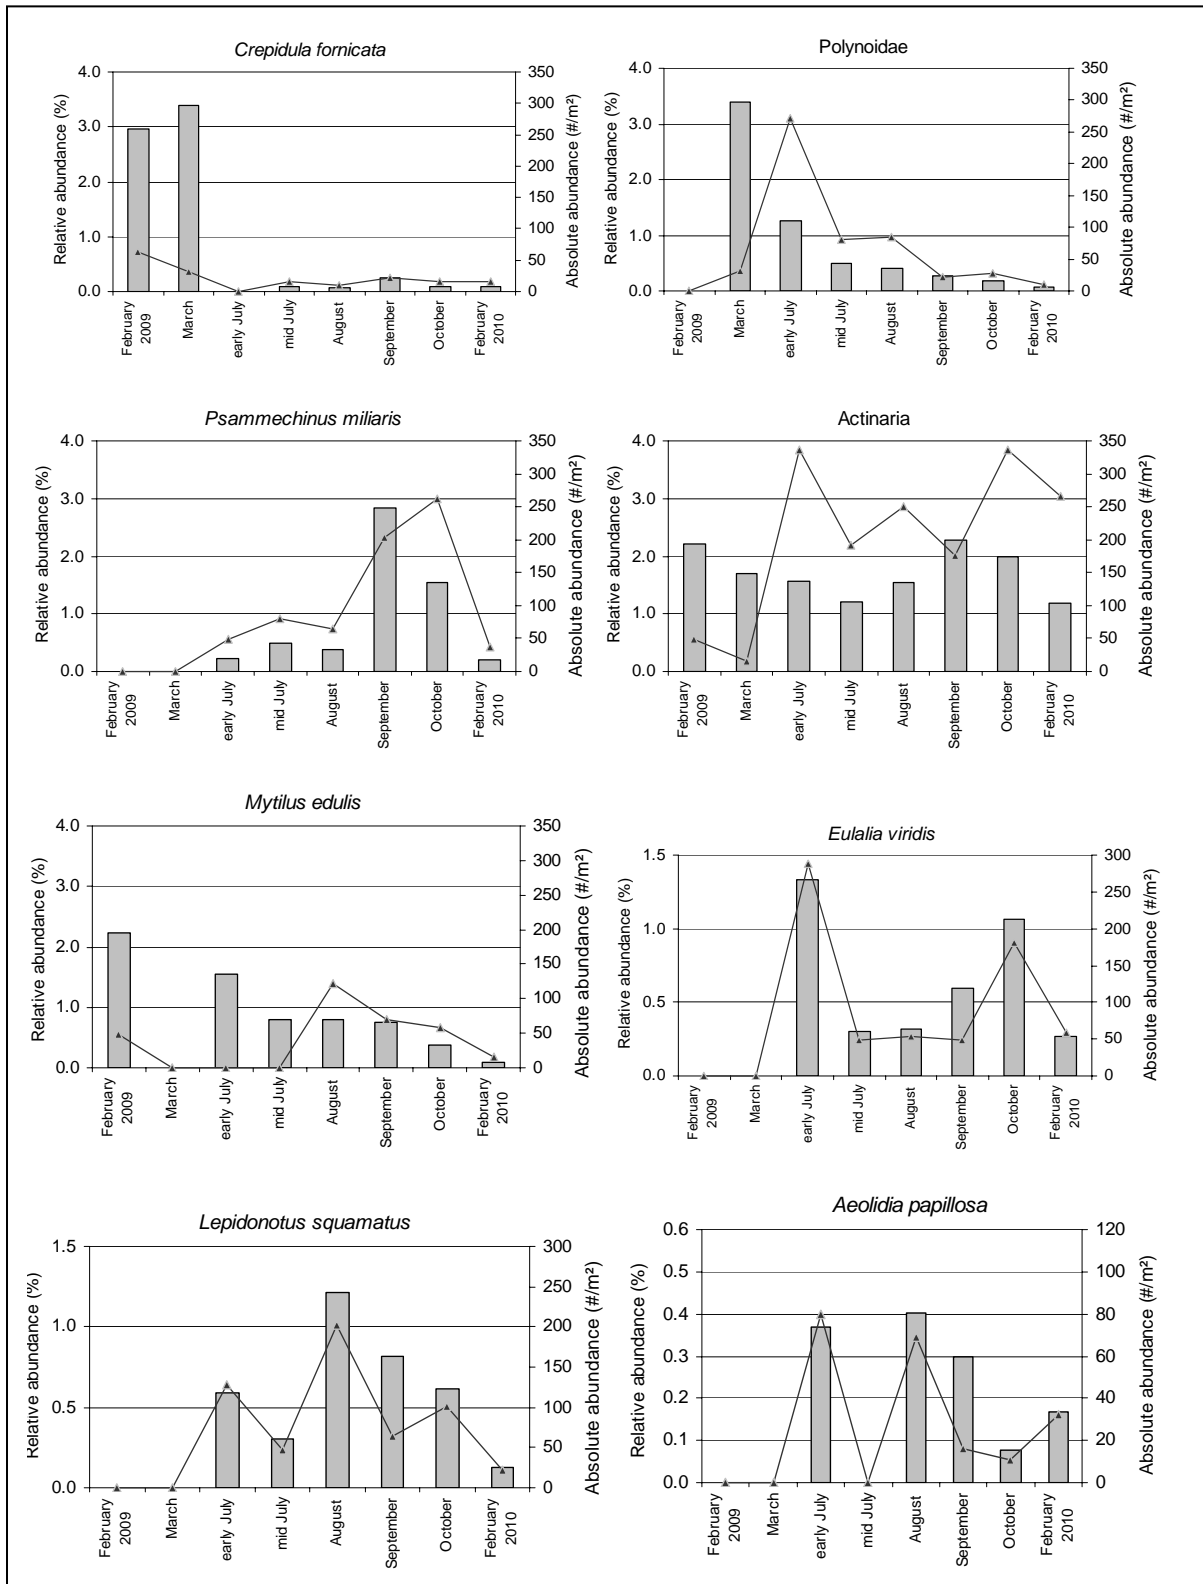 Crepidula fornicata
4.0
3.0
2.0
1.0
0.0
Relative abundance (%)
350
300
250
200
150
100
50
0
Absolute abundance (#/m²)
February
2009
March
early July
mid July
August
September
October
February
2010
Polynoidae
4.0
3.0
2.0
1.0
0.0
Relative abundance (%)
350
300
250
200
150
100
50
0
Absolute abundance (#/m²)
February
2009
March
early July
mid July
August
September
October
February
2010
Psammechinus miliaris
4.0
3.0
2.0
1.0
0.0
Relative abundance (%)
350
300
250
200
150
100
50
0
Absolute abundance (#/m²)
February
2009
March
early July
mid July
August
September
October
February
2010
Actinaria
4.0
3.0
2.0
1.0
0.0
Relative abundance (%)
350
300
250
200
150
100
50
0
Absolute abundance (#/m²)
February
2009
March
early July
mid July
August
September
October
February
2010
Mytilus edulis
4.0
3.0
2.0
1.0
0.0
Relative abundance (%)
350
300
250
200
150
100
50
0
Absolute abundance (#/m²)
February
2009
March
early July
mid July
August
September
October
February
2010
Eulalia viridis
1.5
1.0
0.5
0.0
Relative abundance (%)
300
250
200
150
100
50
0
Absolute abundance (#/m²)
February
2009
March
early July
mid July
August
September
October
February
2010
Lepidonotus squamatus
1.5
1.0
0.5
0.0
Relative abundance (%)
300
250
200
150
100
50
0
Absolute abundance (#/m²)
February
2009
March
early July
mid July
August
September
October
February
2010
Aeolidia papillosa
0.6
0.5
0.4
0.3
0.2
0.1
0.0
Relative abundance (%)
120
100
80
60
40
20
0
Absolute abundance (#/m²)
February
2009
March
early July
mid July
August
September
October
February
2010